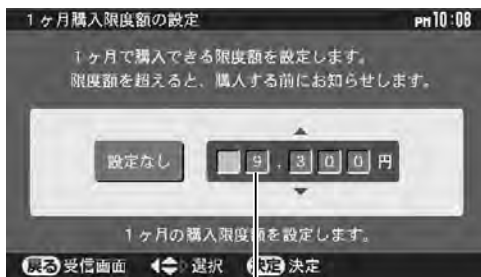 1ヶ月購入限度額の設定 PM10:08
1ヶ月で購入できる限度額を設定します。
限度額を超えると、購入する前にお知らせします。
設定なし 9.300円
1ヶ月の購入限度額を設定します。
戻る 受信画面 選択 決定 決定